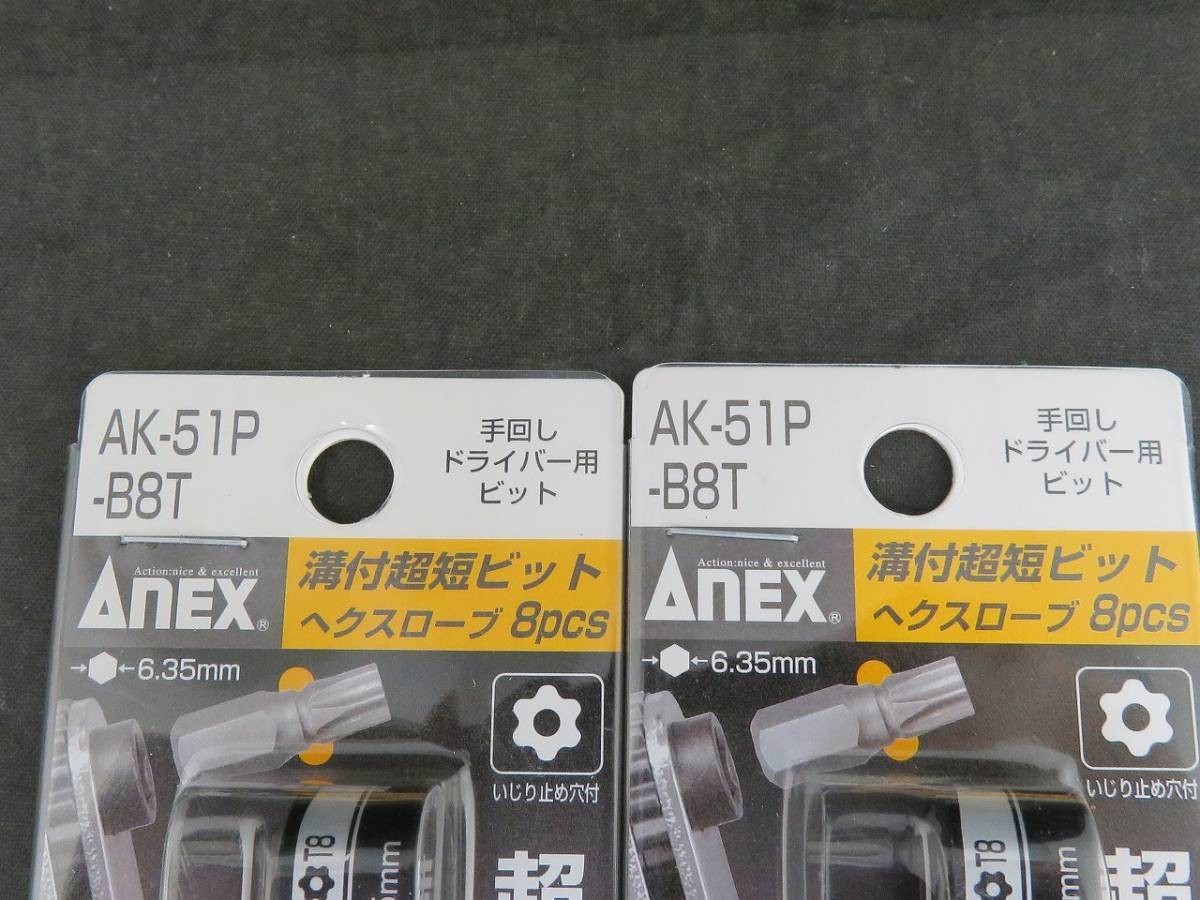 AK-51P
-B8T
手回し
ドライバー用
ビット
Action:nice & excellent
ANEX®
溝付超短ビット
ヘクスローブ 8pcs
→⬢←6.35mm
いじり止め穴付
T8
超
AK-51P
-B8T
手回し
ドライバー用
ビット
Action:nice & excellent
ANEX®
溝付超短ビット
ヘクスローブ 8pcs
→⬢←6.35mm
いじり止め穴付
T8
mm
超